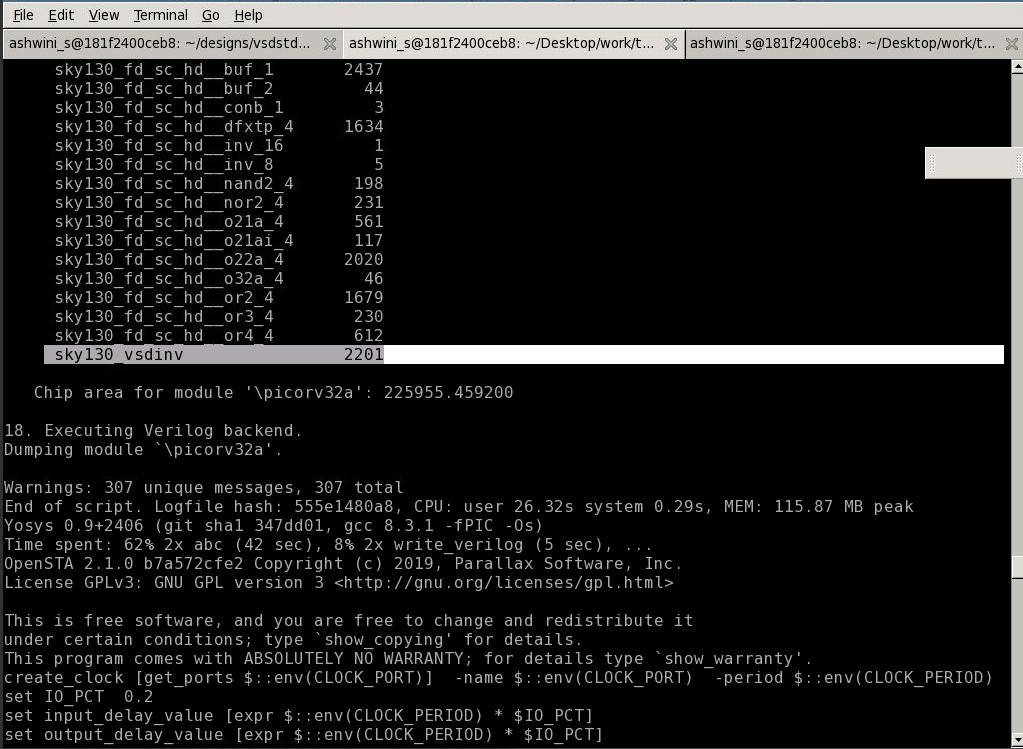 File Edit View Terminal Go Help
ashwini_s@181f2400ceb8: ~/designs/vsdstd... ashwini_s@181f2400ceb8: ~/Desktop/work/t... ashwini_s@181f2400ceb8: ~/Desktop/work/t...
sky130_fd_sc_hd__buf_1 2437
sky130_fd_sc_hd__buf_2 44
sky130_fd_sc_hd__conb_1 3
sky130_fd_sc_hd__dfxtp_4 1634
sky130_fd_sc_hd__inv_16 1
sky130_fd_sc_hd__inv_8 5
sky130_fd_sc_hd__nand2_4 198
sky130_fd_sc_hd__nor2_4 231
sky130_fd_sc_hd__o21a_4 561
sky130_fd_sc_hd__o21ai_4 117
sky130_fd_sc_hd__o22a_4 2020
sky130_fd_sc_hd__o32a_4 46
sky130_fd_sc_hd__or2_4 1679
sky130_fd_sc_hd__or3_4 230
sky130_fd_sc_hd__or4_4 612
sky130_vsdinv 2201
Chip area for module '\picorv32a': 225955.459200
18. Executing Verilog backend.
Dumping module `\picorv32a'.
Warnings: 307 unique messages, 307 total
End of script. Logfile hash: 555e1480a8, CPU: user 26.32s system 0.29s, MEM: 115.87 MB peak
Yosys 0.9+2406 (git sha1 347dd01, gcc 8.3.1 -fPIC -Os)
Time spent: 62% 2x abc (42 sec), 8% 2x write_verilog (5 sec), ...
OpenSTA 2.1.0 b7a572cfe2 Copyright (c) 2019, Parallax Software, Inc.
License GPLv3: GNU GPL version 3 <http://gnu.org/licenses/gpl.html>
This is free software, and you are free to change and redistribute it
under certain conditions; type `show_copying' for details.
This program comes with ABSOLUTELY NO WARRANTY; for details type `show_warranty'.
create_clock [get_ports $::env(CLOCK_PORT)]  -name $::env(CLOCK_PORT)  -period $::env(CLOCK_PERIOD)
set IO_PCT  0.2
set input_delay_value [expr $::env(CLOCK_PERIOD) * $IO_PCT]
set output_delay_value [expr $::env(CLOCK_PERIOD) * $IO_PCT]